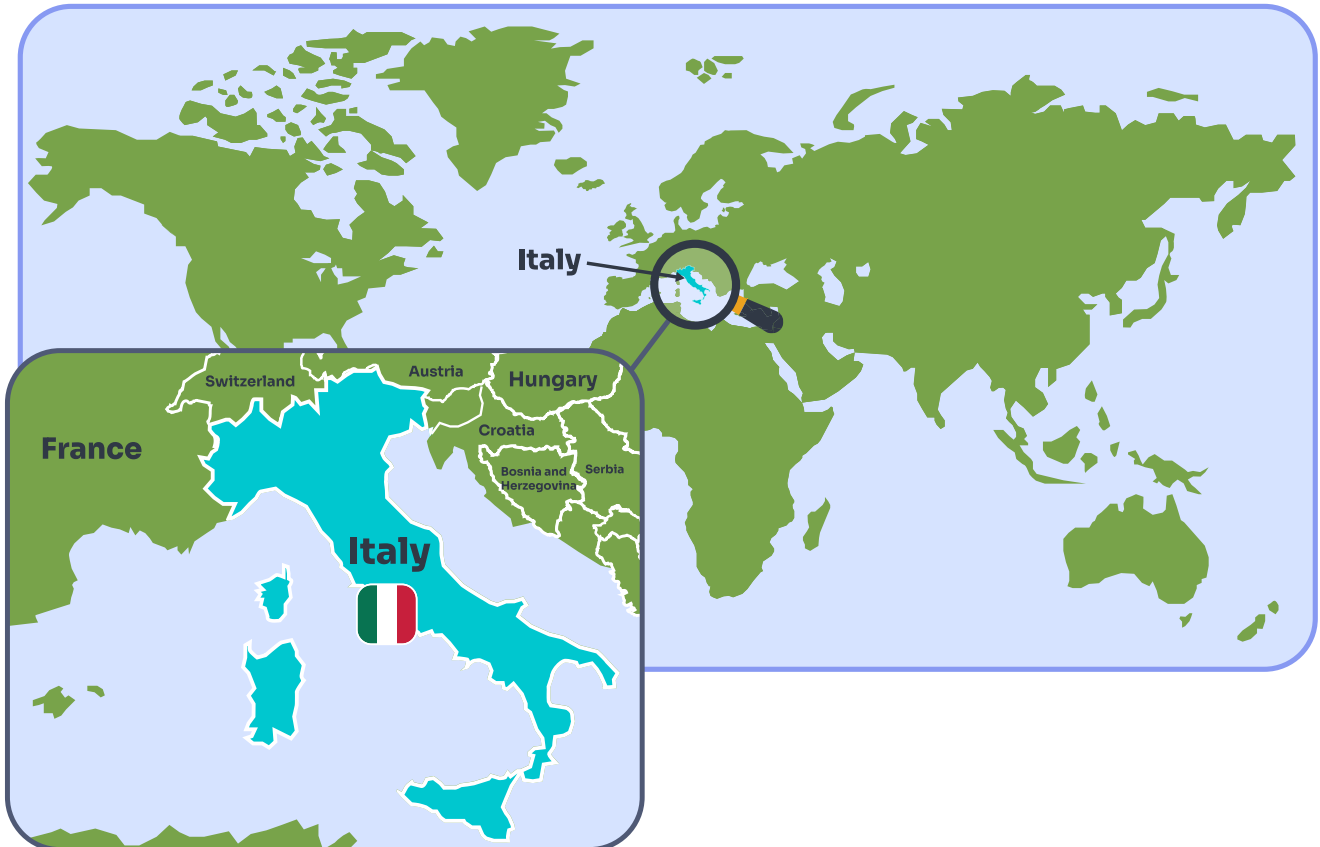 Italy
Switzerland
Austria
Hungary
France
Croatia
Bosnia and
Herzegovina
Serbia
Italy